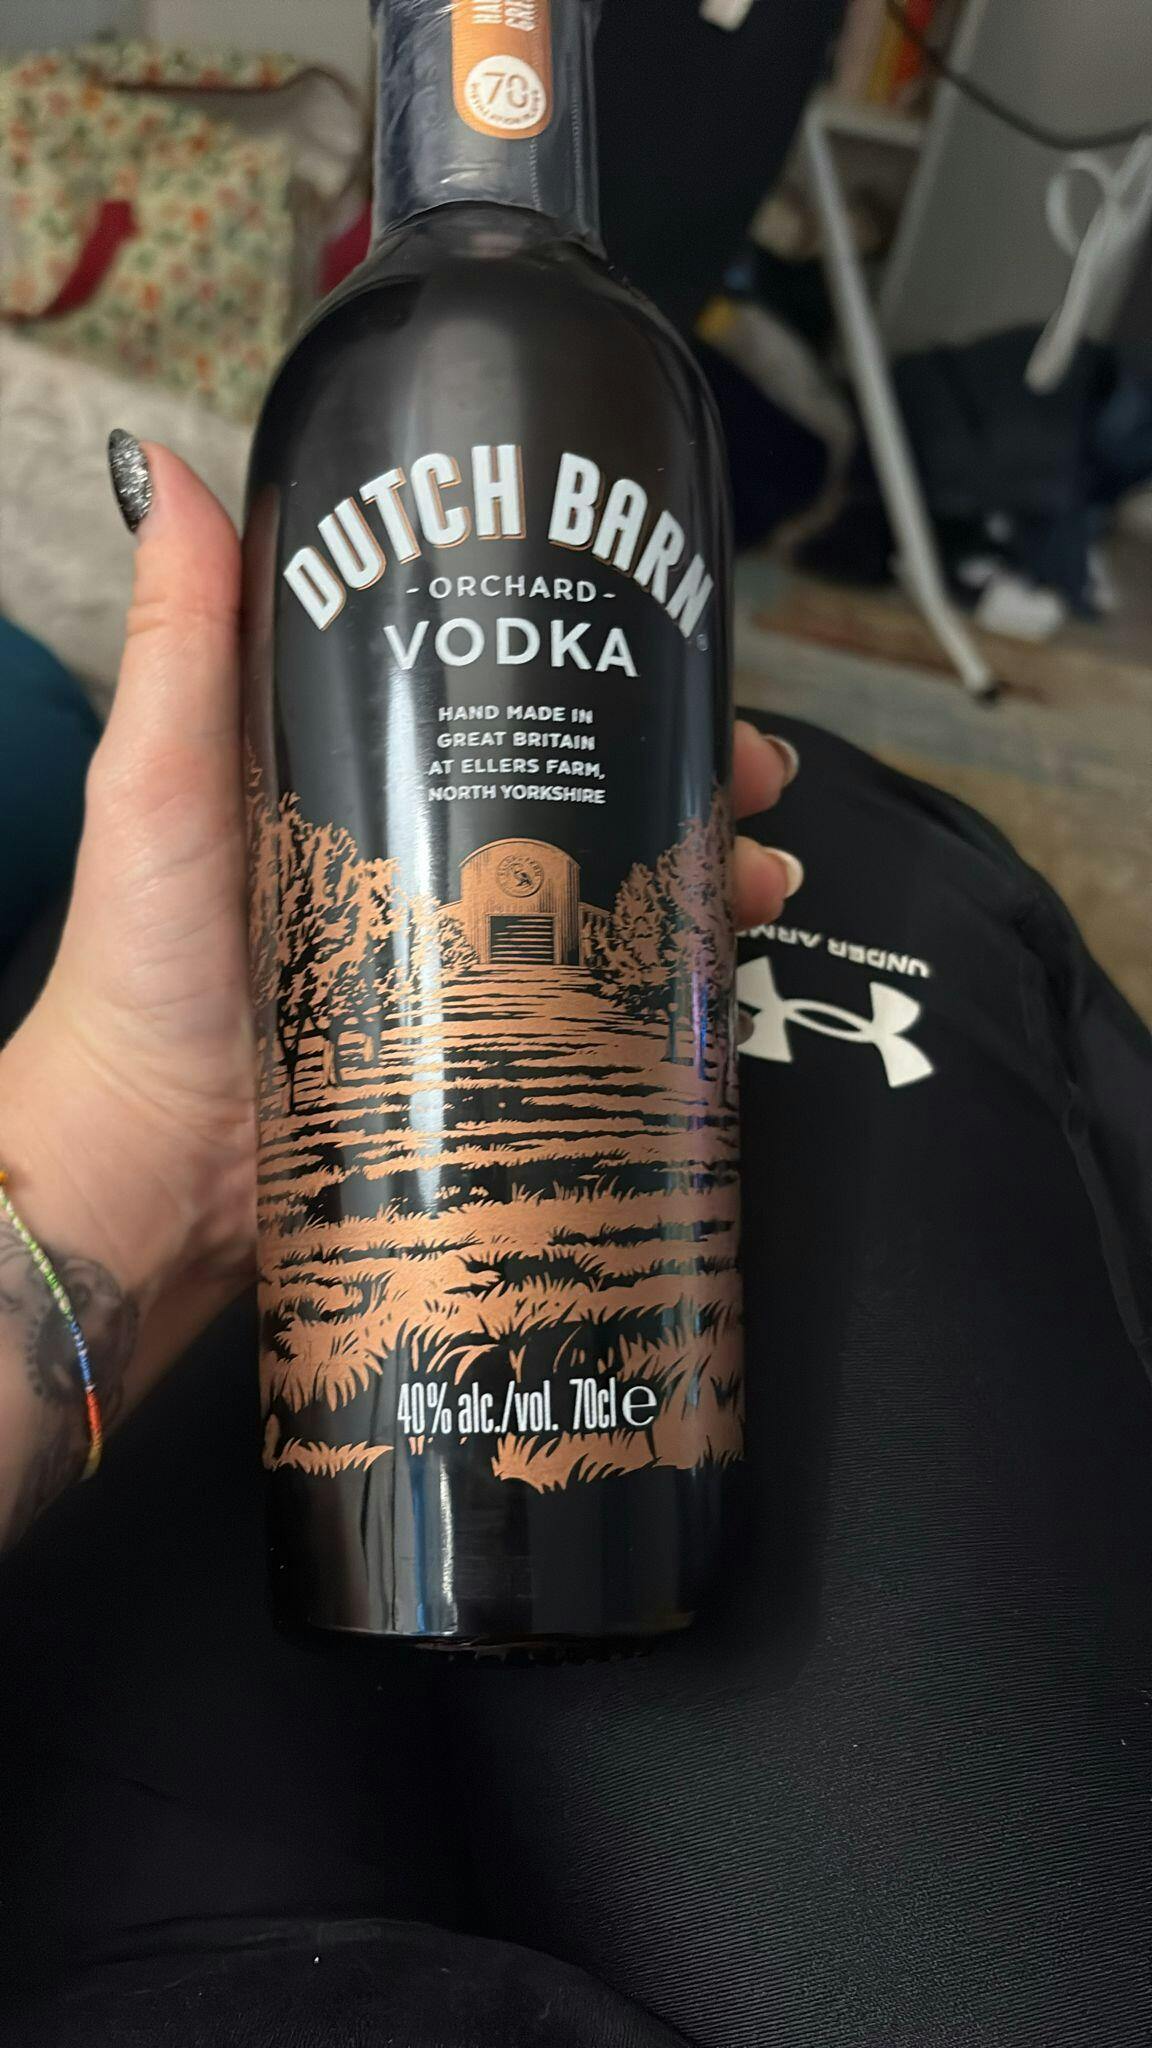 70
DUTCH BARN
- ORCHARD -
VODKA
HAND MADE IN
GREAT BRITAIN
AT ELLERS FARM,
NORTH YORKSHIRE
UNDER ARM
40% alc./vol. 70cl e